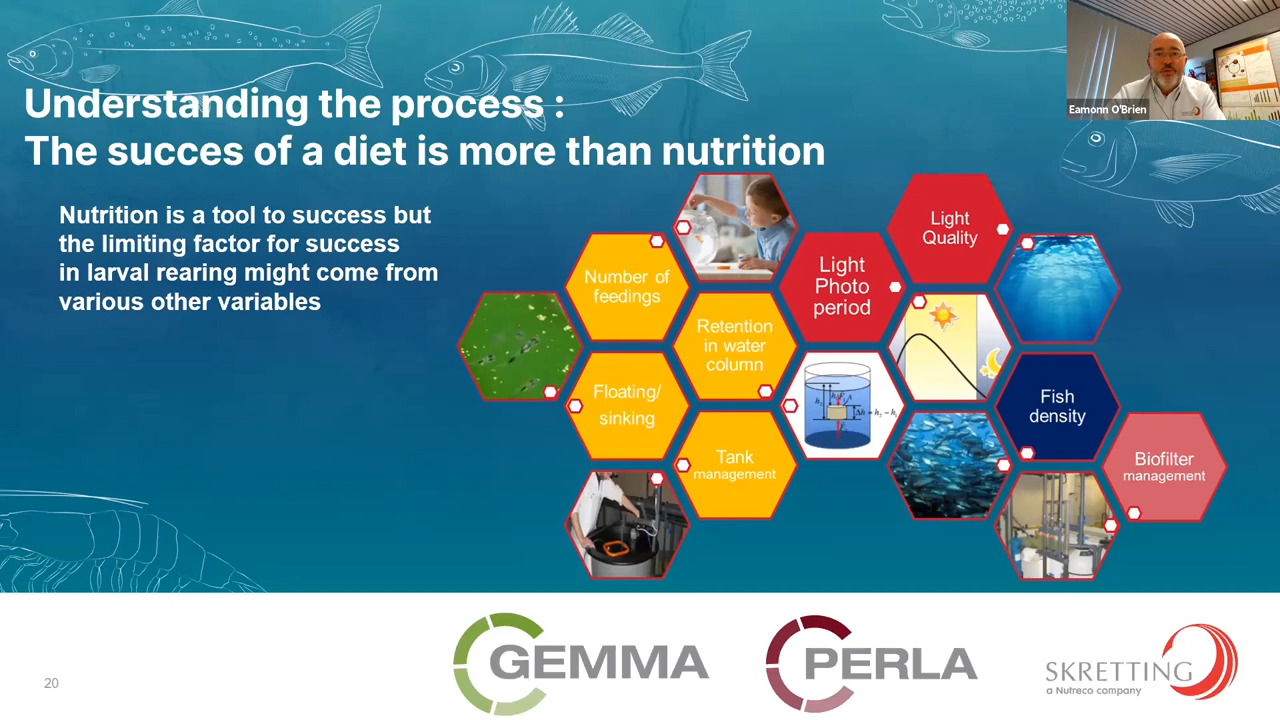 Eamonn O'Brien
Understanding the process :
The succes of a diet is more than nutrition
Nutrition is a tool to success but
the limiting factor for success
in larval rearing might come from
various other variables
Number of
feedings
Retention
in water
column
Floating/
sinking
Tank
management
Light
Photo
period
Light
Quality
Fish
density
Biofilter
management
20
GEMMA
PERLA
SKRETTING
a Nutreco company